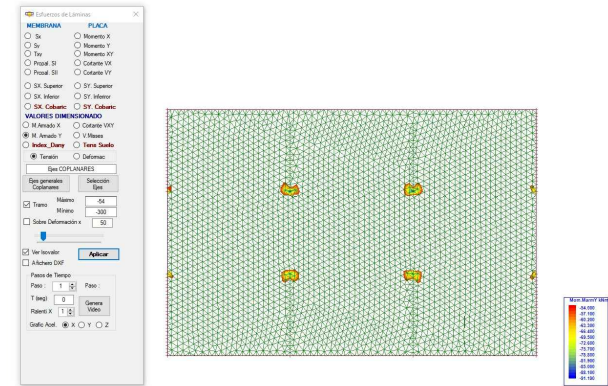 Esfuerzos de Láminas
MEMBRANA PLACA
Sx Momento X
Sy Momento Y
Txy Momento XY
Prozal. SI Cortante VX
Prozal. SII Cortante VY
SX. Superior SY. Superior
SX. Inferior SY. Inferior
SX. Cobaric SY. Cobaric
VALORES DIMENSIONADO
M.Armado X Cortante VXY
M. Armado Y V.Misses
Index_Dany Tens Suelo
Tensión Deformac
Ejes COPLANARES
Ejes generales Coplanares Selección Ejes
Tramo Máximo -54
Mínimo -300
Sobre Deformación x 50
Ver Isovalor Aplicar
A fichero DXF
Pasos de Tiempo
Paso : 1 Paso :
T (seg) 0 Genera Video
Ralenti X 1
Grafic Acel. X Y Z
Mom.ArmY
-54.000
-57.100
-60.200
-63.300
-66.400
-69.500
-72.600
-75.700
-78.800
-81.900
-85.000
-88.100
-91.190